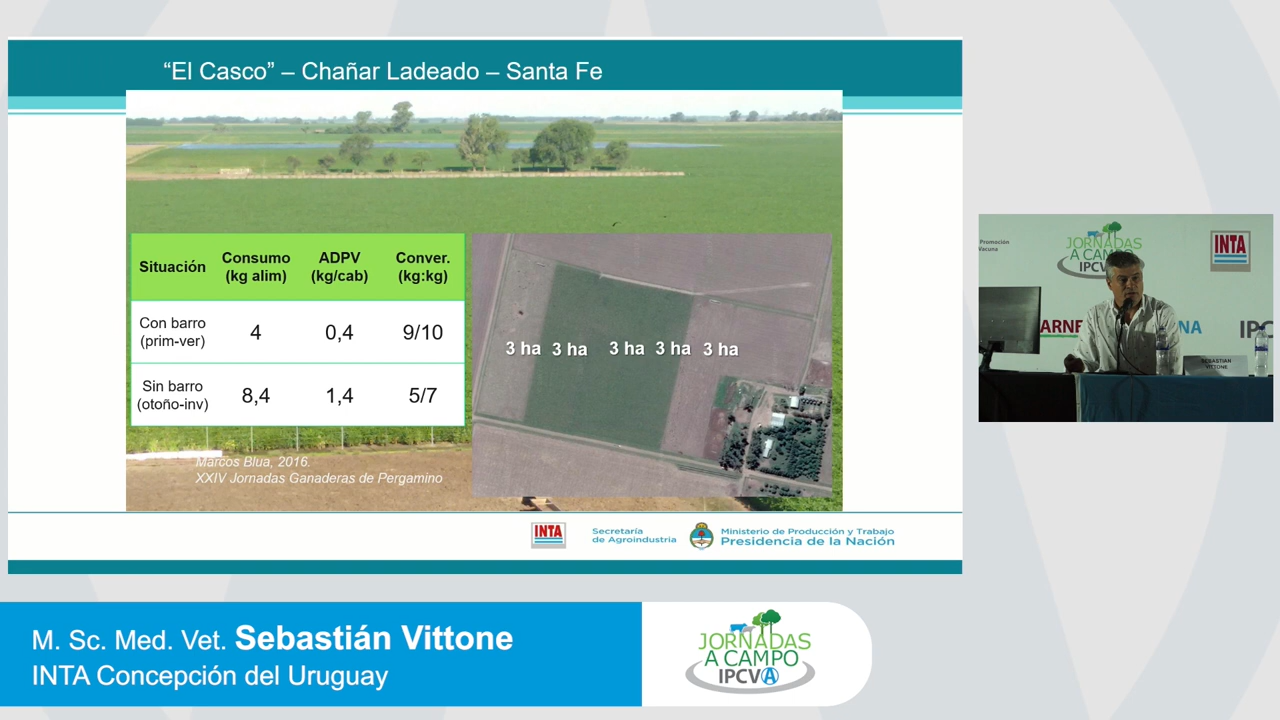 “El Casco” – Chañar Ladeado – Santa Fe
Situación
Consumo
(kg alim)
ADPV
(kg/cab)
Conver.
(kg:kg)
Con barro
(prim-ver)
4
0,4
9/10
Sin barro
(otoño-inv)
8,4
1,4
5/7
3 ha 3 ha 3 ha 3 ha 3 ha
Marcos Blua, 2016.
XXIV Jornadas Ganaderas de Pergamino
INTA
Secretaría
de Agroindustria
Ministerio de Producción y Trabajo
Presidencia de la Nación
Promoción
Vacuna
JORNADAS
A CAMPO
IPCV
INTA
ARNE
NA
IPC
SEBASTIAN
VITTONE
M. Sc. Med. Vet. Sebastián Vittone
INTA Concepción del Uruguay
JORNADAS
A CAMPO
IPCVA